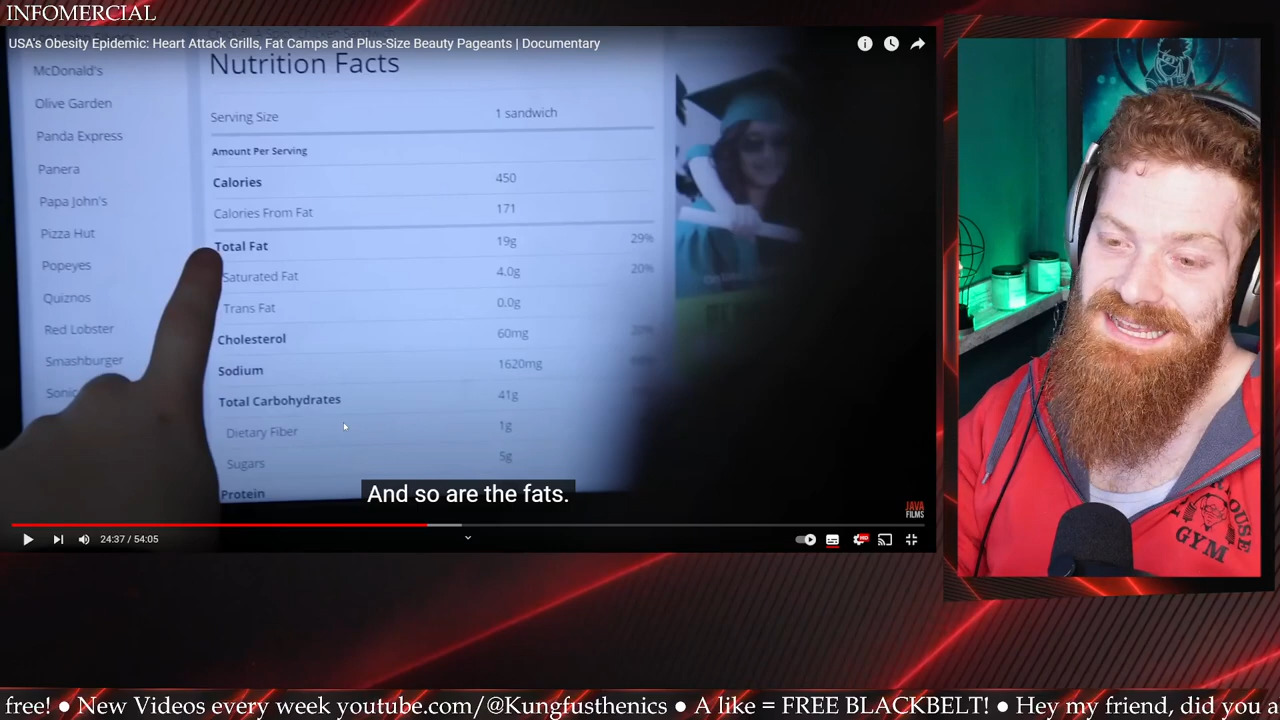 INFOMERCIAL
USA's Obesity Epidemic: Heart Attack Grills, Fat Camps and Plus-Size Beauty Pageants | Documentary
McDonald's
Olive Garden
Panda Express
Panera
Papa John's
Pizza Hut
Popeyes
Quiznos
Red Lobster
Smashburger
Sonic
Nutrition Facts
Serving Size 1 sandwich
Amount Per Serving
Calories 450
Calories From Fat 171
Total Fat 19g 29%
Saturated Fat 4.0g 20%
Trans Fat 0.0g
Cholesterol 60mg 20%
Sodium 1620mg
Total Carbohydrates 41g
Dietary Fiber 1g
Sugars 5g
Protein
And so are the fats.
JAVA
FILMS
24:37 / 54:05
HD
GYM
free! ● New Videos every week youtube.com/@Kungfusthenics ● A like = FREE BLACKBELT! ● Hey my friend, did you a